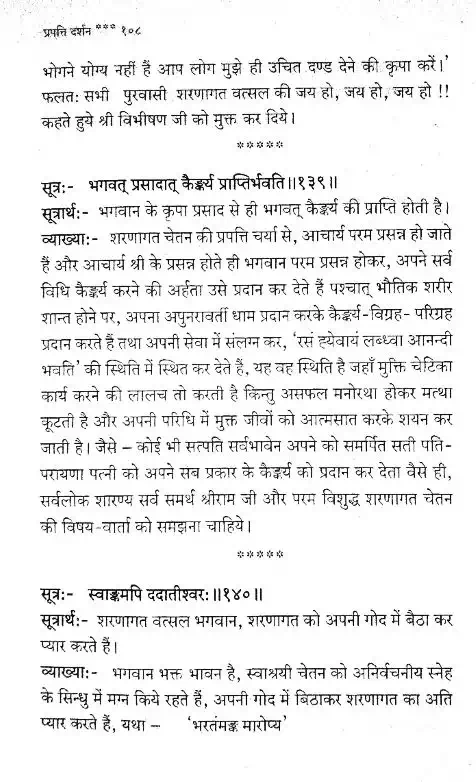 प्रपत्ति दर्शन *** १०८
भोगने योग्य नहीं हैं आप लोग मुझे ही उचित दण्ड देने की कृपा करें।'
फलतः सभी पुरवासी शरणागत वत्सल की जय हो, जय हो, जय हो !!
कहते हुये श्री विभीषण जी को मुक्त कर दिये।
*****
सूत्रः- भगवत् प्रसादात् कैङ्कर्य प्राप्तिर्भवति॥१३९॥
सूत्रार्थः- भगवान के कृपा प्रसाद से ही भगवत् कैङ्कर्य की प्राप्ति होती है।
व्याख्याः- शरणागत चेतन की प्रपत्ति चर्या से, आचार्य परम प्रसन्न हो जाते
हैं और आचार्य श्री के प्रसन्न होते ही भगवान परम प्रसन्न होकर, अपने सर्व
विधि कैङ्कर्य करने की अर्हता उसे प्रदान कर देते हैं पश्चात् भौतिक शरीर
शान्त होने पर, अपना अपुनरावर्ती धाम प्रदान करके कैङ्कर्य-विग्रह- परिग्रह
प्रदान करते हैं तथा अपनी सेवा में संलग्न कर, 'रसं ह्येवायं लब्ध्वा आनन्दी
भवति' की स्थिति में स्थित कर देते हैं, यह वह स्थिति है जहाँ मुक्ति चेटिका
कार्य करने की लालच तो करती है किन्तु असफल मनोरथा होकर मत्था
कूटती है और अपनी परिधि में मुक्त जीवों को आत्मसात करके शयन कर
जाती है। जैसे – कोई भी सत्पति सर्वभावेन अपने को समर्पित सती पति-
परायणा पत्नी को अपने सब प्रकार के कैङ्कर्य को प्रदान कर देता वैसे ही,
सर्वलोक शारण्य सर्व समर्थ श्रीराम जी और परम विशुद्ध शरणागत चेतन
की विषय-वार्ता को समझना चाहिये।
*****
सूत्रः- स्वाङ्कमपि ददातीश्वरः॥१४०॥
सूत्रार्थः- शरणागत वत्सल भगवान, शरणागत को अपनी गोद में बैठा कर
प्यार करते हैं।
व्याख्याः- भगवान भक्त भावन है, स्वाश्रयी चेतन को अनिर्वचनीय स्नेह
के सिन्धु में मग्न किये रहते हैं, अपनी गोद में बिठाकर शरणागत का अति
प्यार करते हैं, यथा – 'भरतंमङ्क मारोप्य'